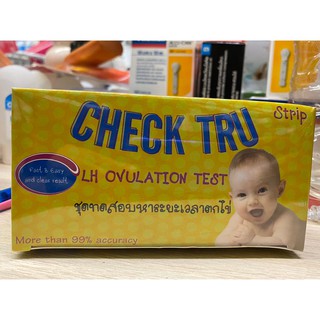 CHECK TRU
Strip
Fast & Easy
and clear result
LH OVULATION TEST
ชุดทดสอบหาระยะเวลาตกไข่
More than 99% accuracy